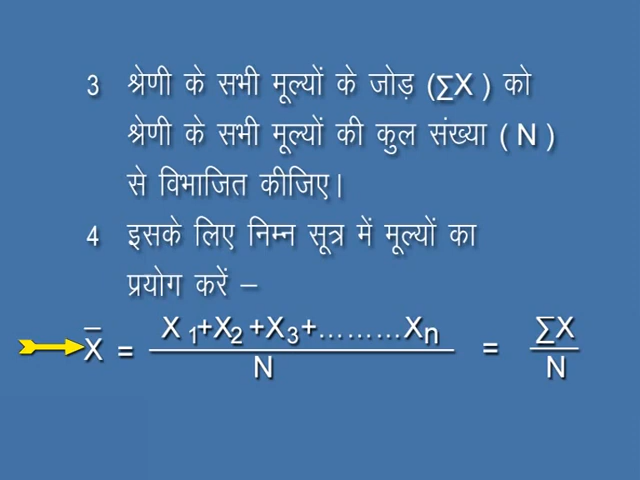 3 श्रेणी के सभी मूल्यों के जोड़ (∑X ) को
श्रेणी के सभी मूल्यों की कुल संख्या ( N )
से विभाजित कीजिए।
4 इसके लिए निम्न सूत्र में मूल्यों का
प्रयोग करें –
X̅ = X₁+X₂+X₃+………Xn / N = ∑X / N